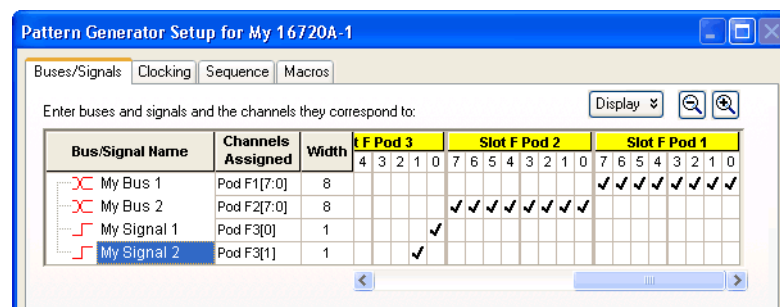 Pattern Generator Setup for My 16720A-1
Buses/Signals Clocking Sequence Macros
Enter buses and signals and the channels they correspond to: Display
Bus/Signal Name Channels Assigned Width t F Pod 3 Slot F Pod 2 Slot F Pod 1
4 3 2 1 0 7 6 5 4 3 2 1 0 7 6 5 4 3 2 1 0
My Bus 1 Pod F1[7:0] 8
My Bus 2 Pod F2[7:0] 8
My Signal 1 Pod F3[0] 1
My Signal 2 Pod F3[1] 1